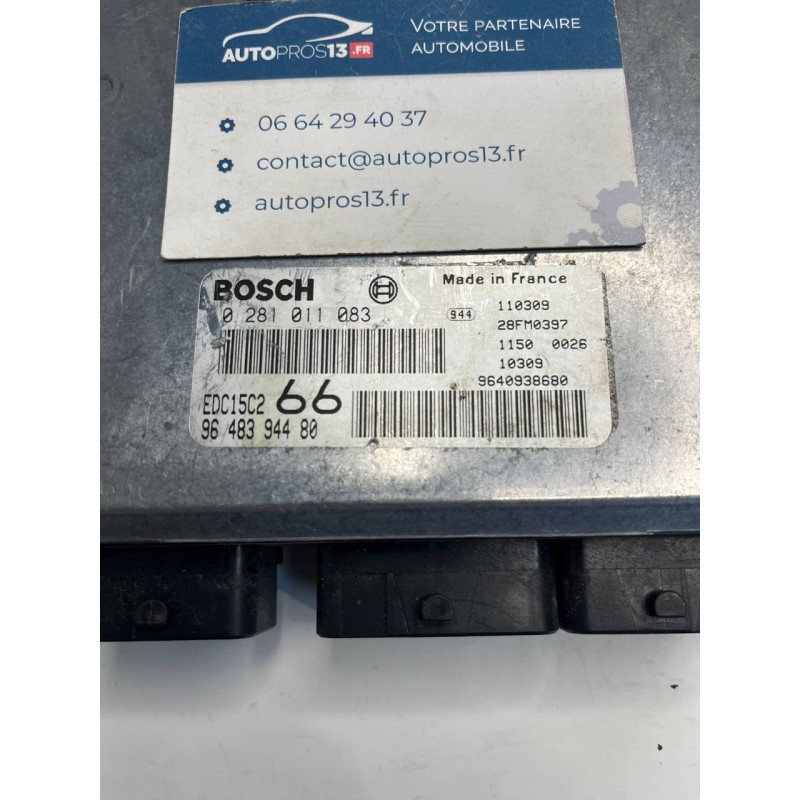 AUTOPROS13.FR
VOTRE PARTENAIRE
AUTOMOBILE
06 64 29 40 37
contact@autopros13.fr
autopros13.fr
BOSCH
Made in France
0 281 011 083
944
110309
28FM0397
1150 0026
10309
9640938680
EDC15C2 66
96 483 944 80